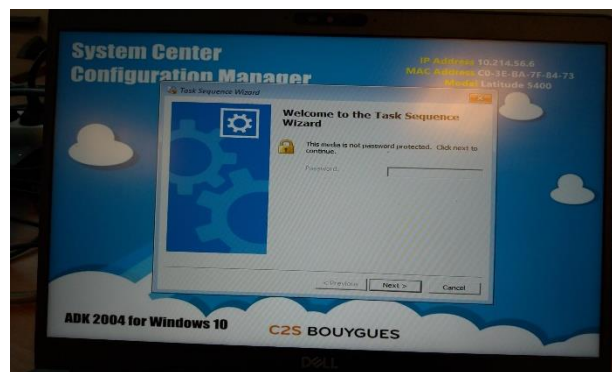 System Center
Configuration Manager
IP Address 10.214.56.6
MAC Address C0-3E-BA-7F-84-73
Model Latitude 5400
Task Sequence Wizard
Welcome to the Task Sequence
Wizard
This media is not password protected. Click next to
continue.
Password:
< Previous
Next >
Cancel
ADK 2004 for Windows 10
C2S BOUYGUES
DELL